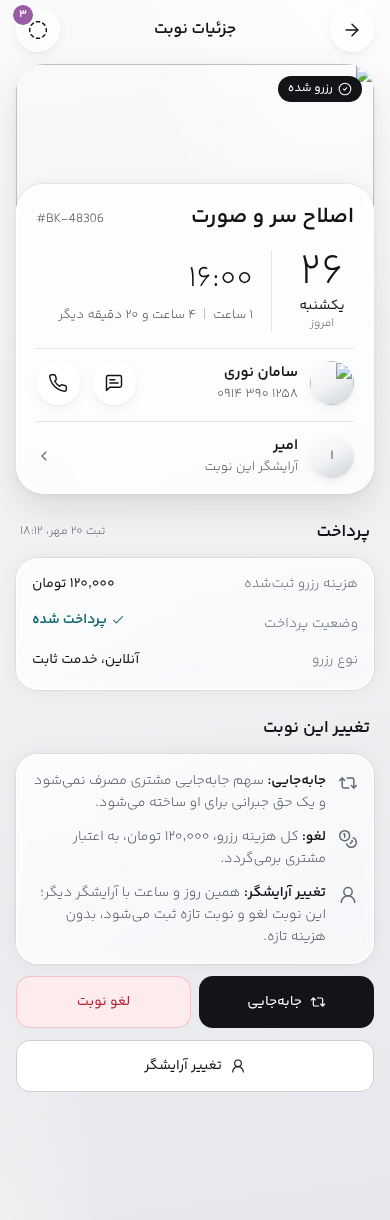 جزئیات نوبت
۳
رزرو شده
اصلاح سر و صورت
#BK-48306
۲۶
یکشنبه
امروز
۱۶:۰۰
۱ ساعت | ۴ ساعت و ۲۰ دقیقه دیگر
سامان نوری
۰۹۱۴ ۳۹۰ ۱۲۵۸
ا
امیر
آرایشگر این نوبت
پرداخت
ثبت ۲۰ مهر، ۱۸:۱۲
هزینه رزرو ثبت‌شده
۱۲۰,۰۰۰ تومان
وضعیت پرداخت
پرداخت شده
نوع رزرو
آنلاین، خدمت ثابت
تغییر این نوبت
جابه‌جایی: سهم جابه‌جایی مشتری مصرف نمی‌شود
و یک حق جبرانی برای او ساخته می‌شود.
لغو: کل هزینه رزرو، ۱۲۰,۰۰۰ تومان، به اعتبار
مشتری برمی‌گردد.
تغییر آرایشگر: همین روز و ساعت با آرایشگر دیگر؛
این نوبت لغو و نوبت تازه ثبت می‌شود، بدون
هزینه تازه.
جابه‌جایی
لغو نوبت
تغییر آرایشگر